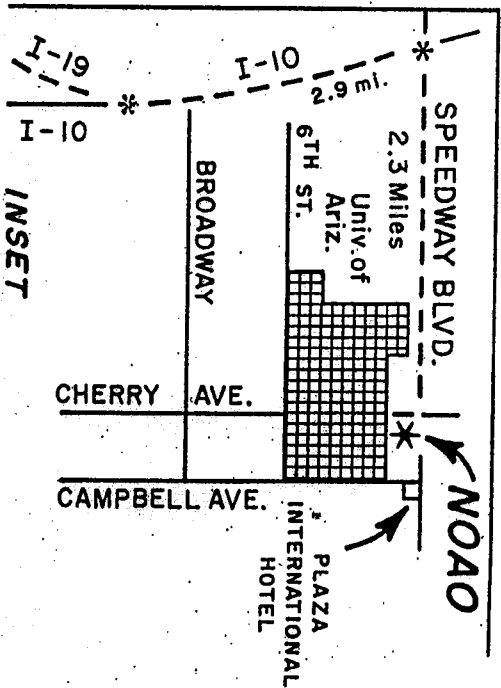 I-19
I-10
I-10
2.9 mi.
SPEEDWAY BLVD.
2.3 Miles
Univ. of
Ariz.
6TH ST.
BROADWAY
INSET
CHERRY AVE.
CAMPBELL AVE.
NOAO
PLAZA
INTERNATIONAL
HOTEL